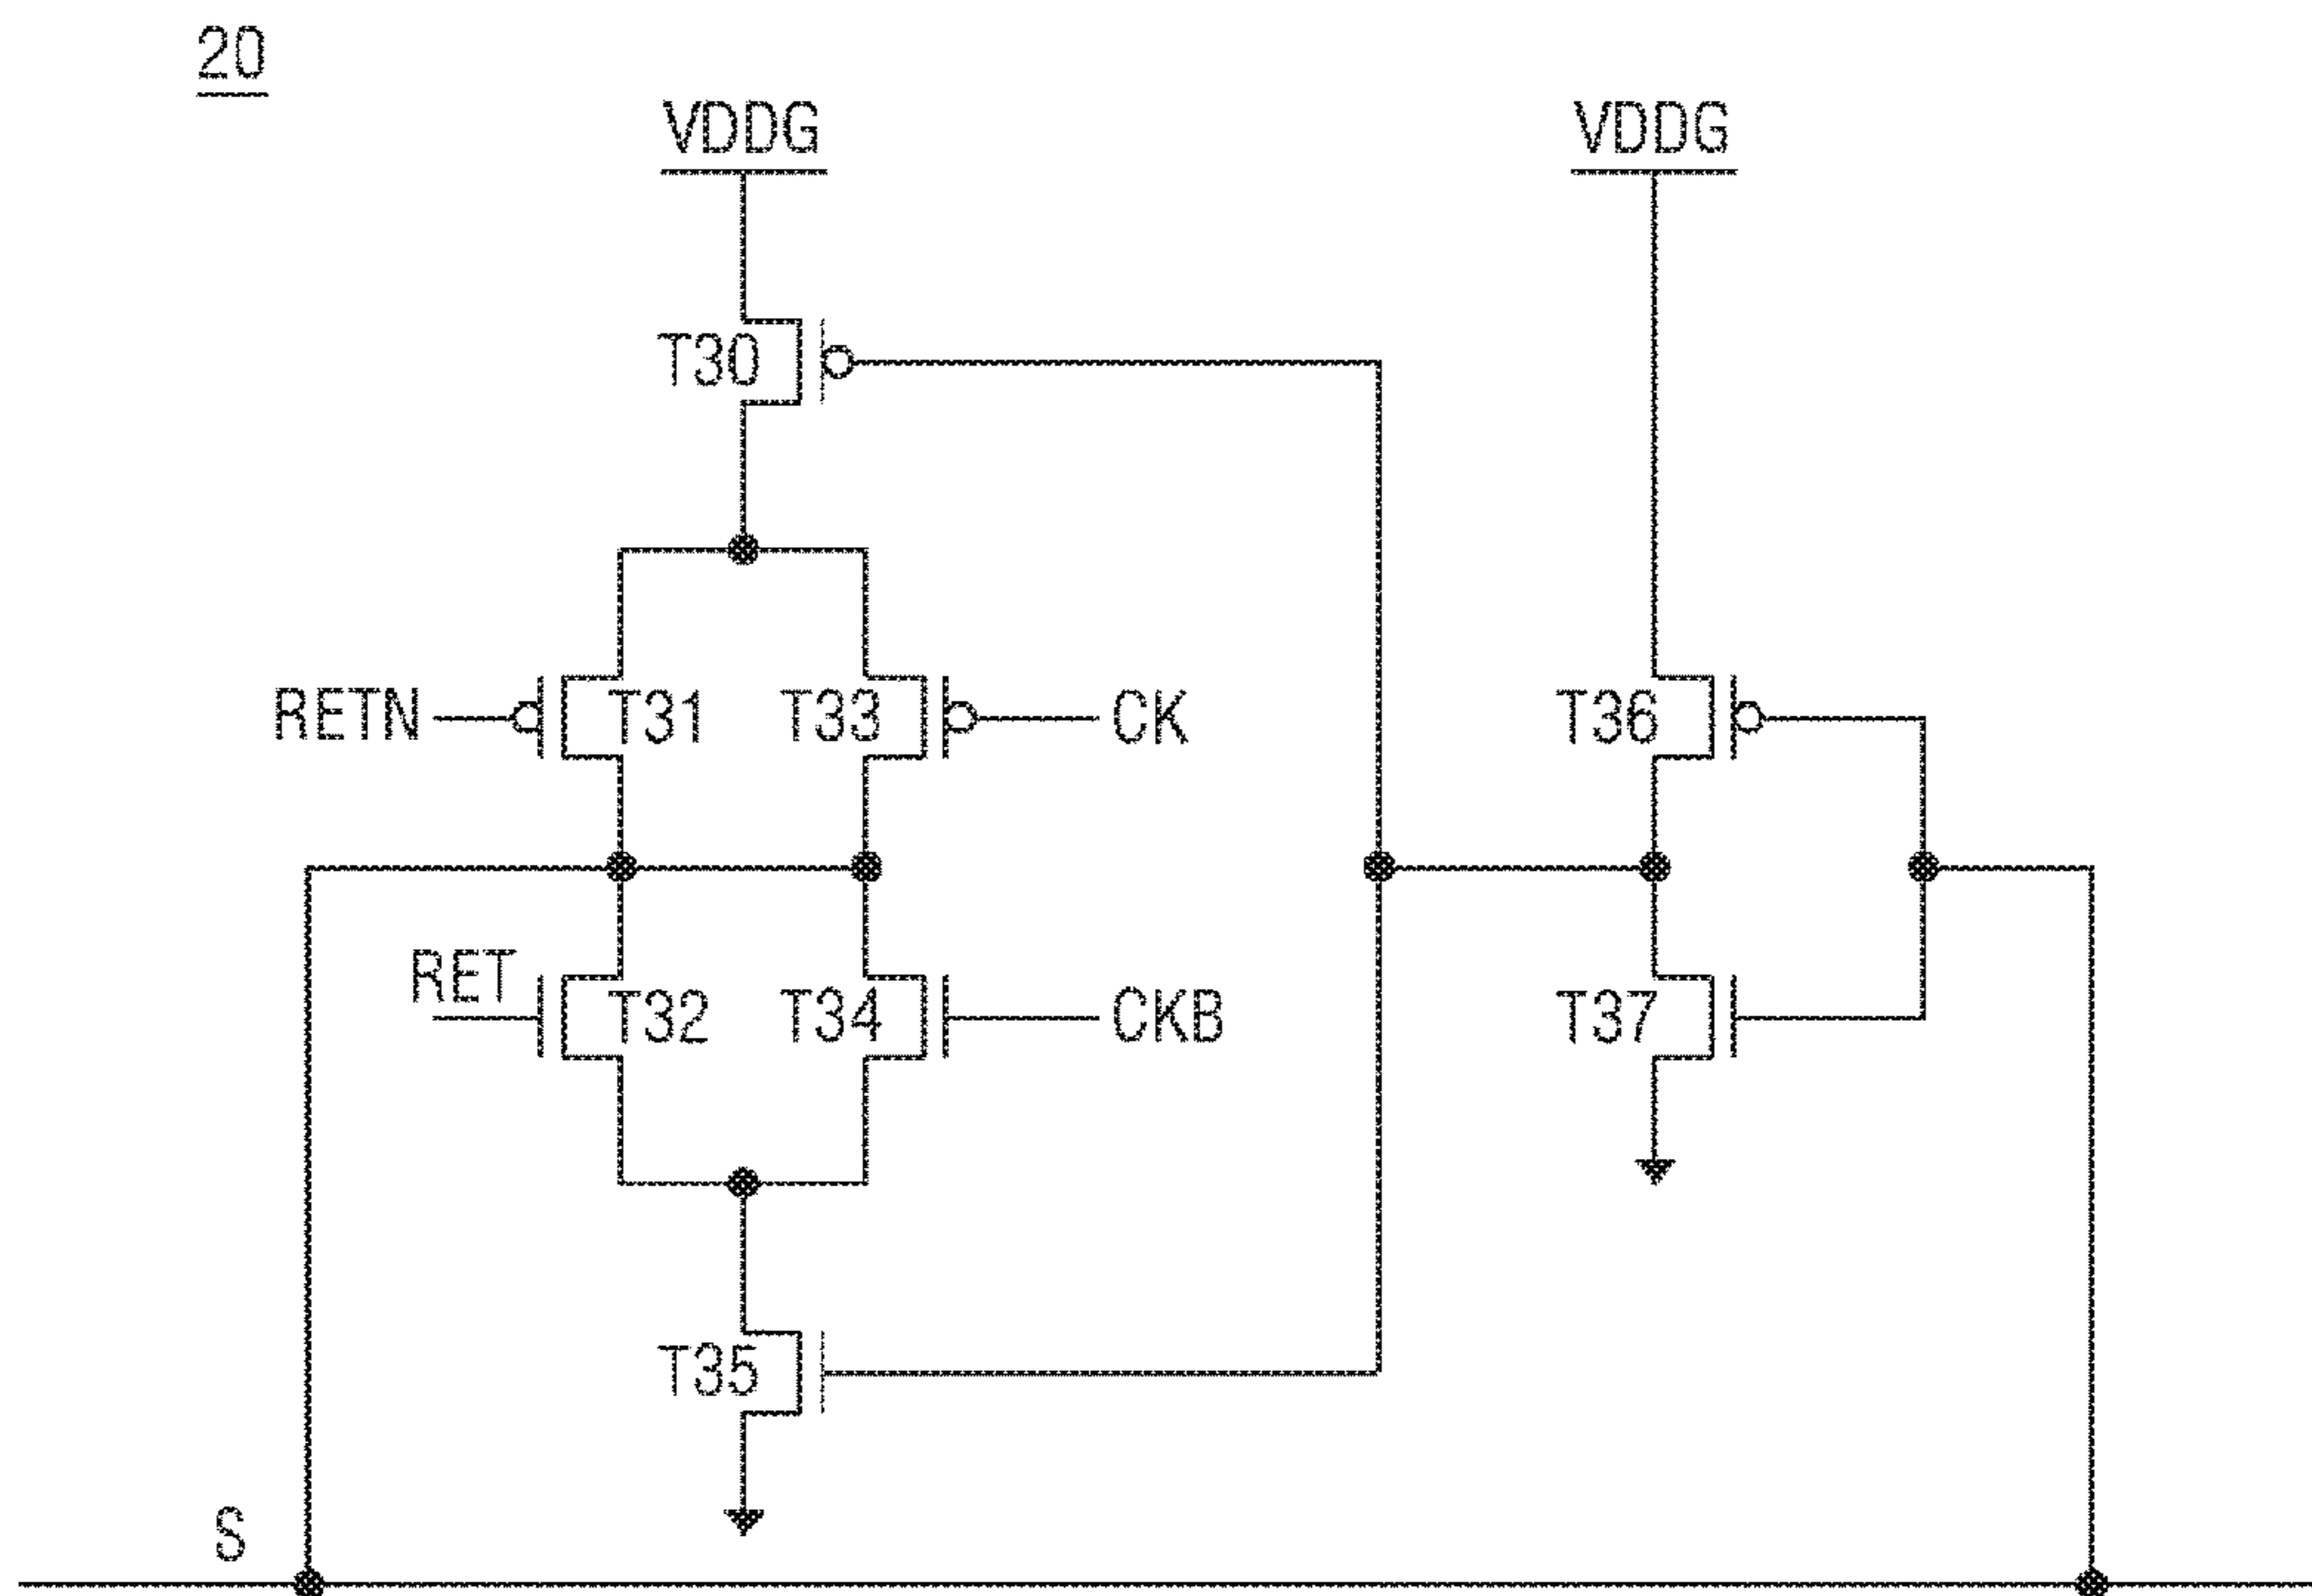 20
VDDG
VDDG
T30
RETN
T31
T33
CK
T36
RET
T32
T34
CKB
T37
T35
S